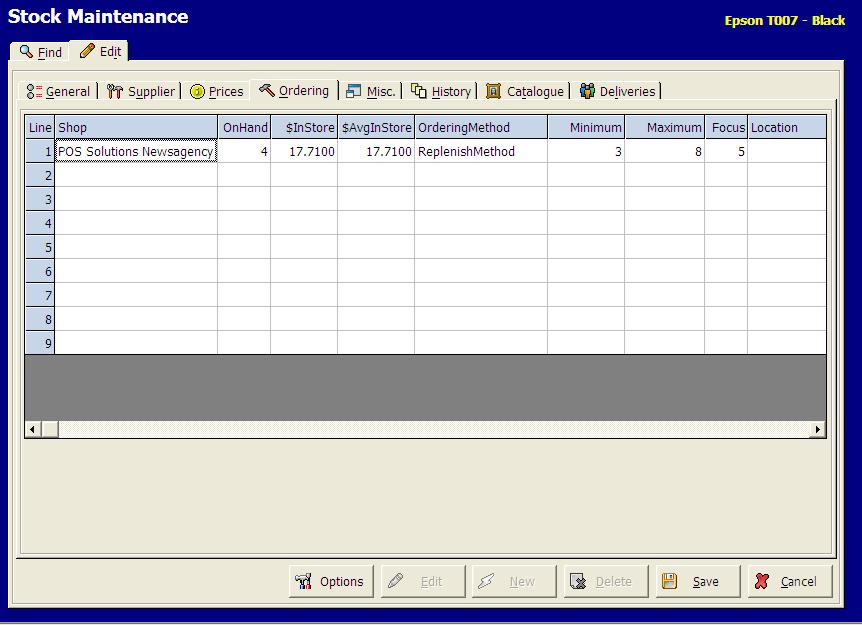 Stock Maintenance
Epson T007 - Black
Find Edit
General Supplier Prices Ordering Misc. History Catalogue Deliveries
Line Shop OnHand $InStore $AvgInStore OrderingMethod Minimum Maximum Focus Location
1 POS Solutions Newsagency 4 17.7100 17.7100 ReplenishMethod 3 8 5
2
3
4
5
6
7
8
9
Options Edit New Delete Save Cancel